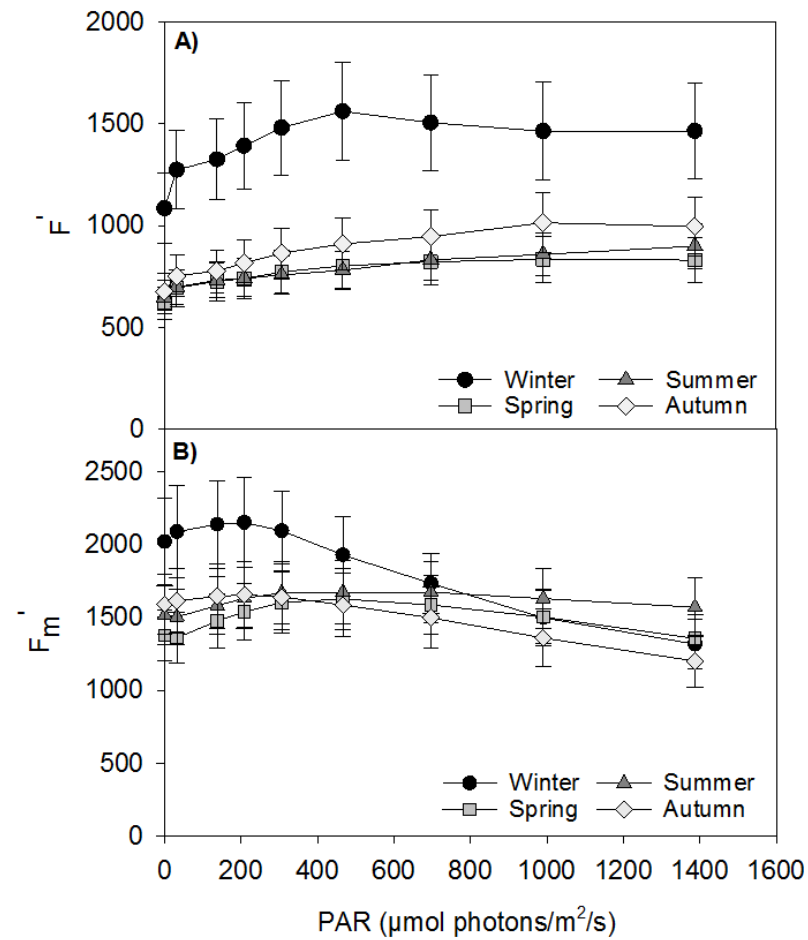 2000
A)
1500
1000
F'
500
Winter Summer
Spring Autumn
0
B)
2500
2000
1500
Fm'
1000
500
Winter Summer
Spring Autumn
0
0 200 400 600 800 1000 1200 1400 1600
PAR (µmol photons/m²/s)